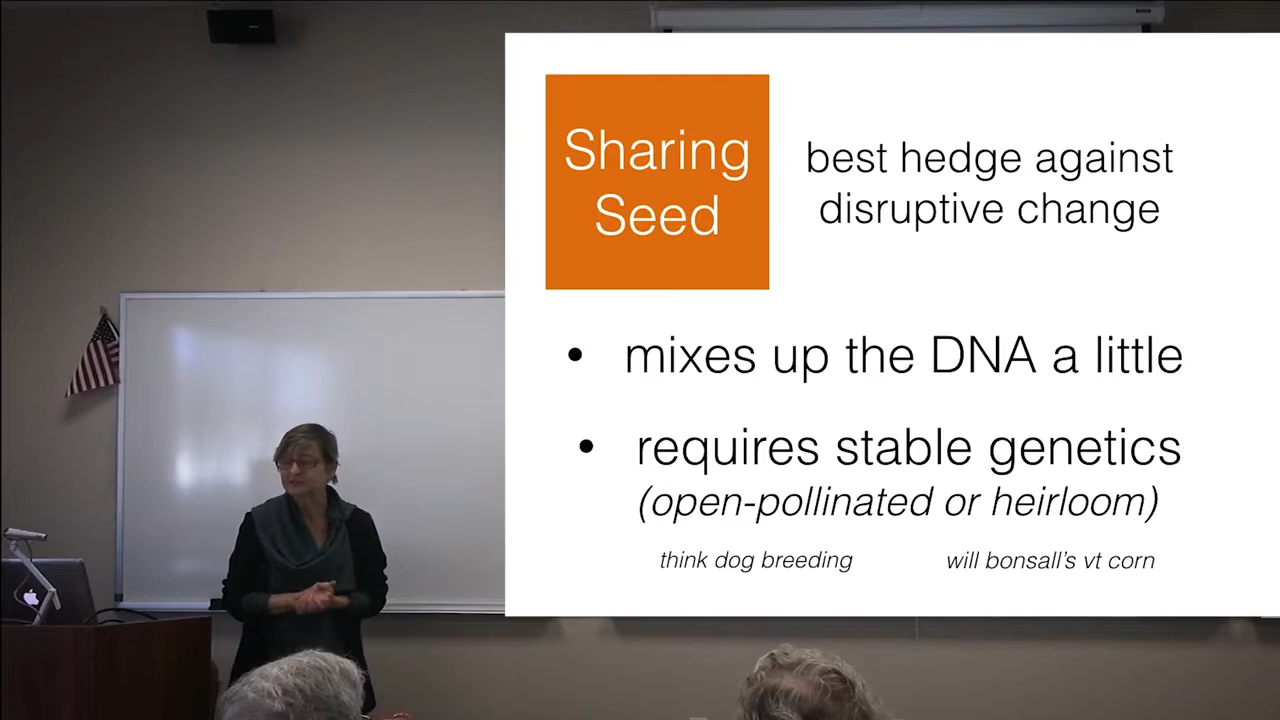 Sharing
Seed
best hedge against
disruptive change
• mixes up the DNA a little
• requires stable genetics
(open-pollinated or heirloom)
think dog breeding
will bonsall's vt corn